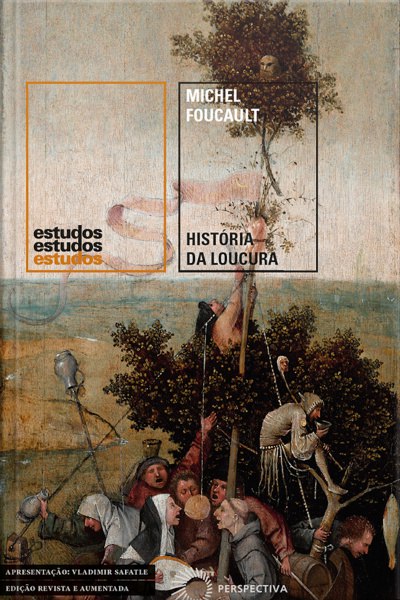 MICHEL
FOUCAULT
estudos
estudos
estudos
HISTÓRIA
DA LOUCURA
APRESENTAÇÃO: VLADIMIR SAFATLE
EDIÇÃO REVISTA E AUMENTADA
PERSPECTIVA